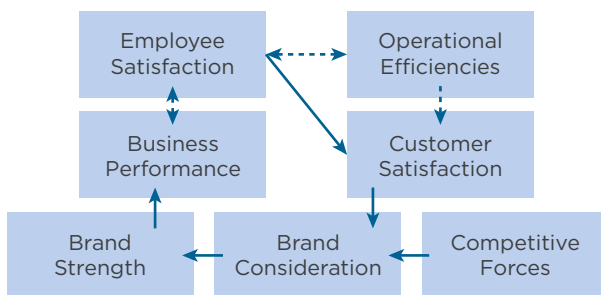 Employee
Satisfaction
Operational
Efficiencies
Business
Performance
Customer
Satisfaction
Brand
Strength
Brand
Consideration
Competitive
Forces